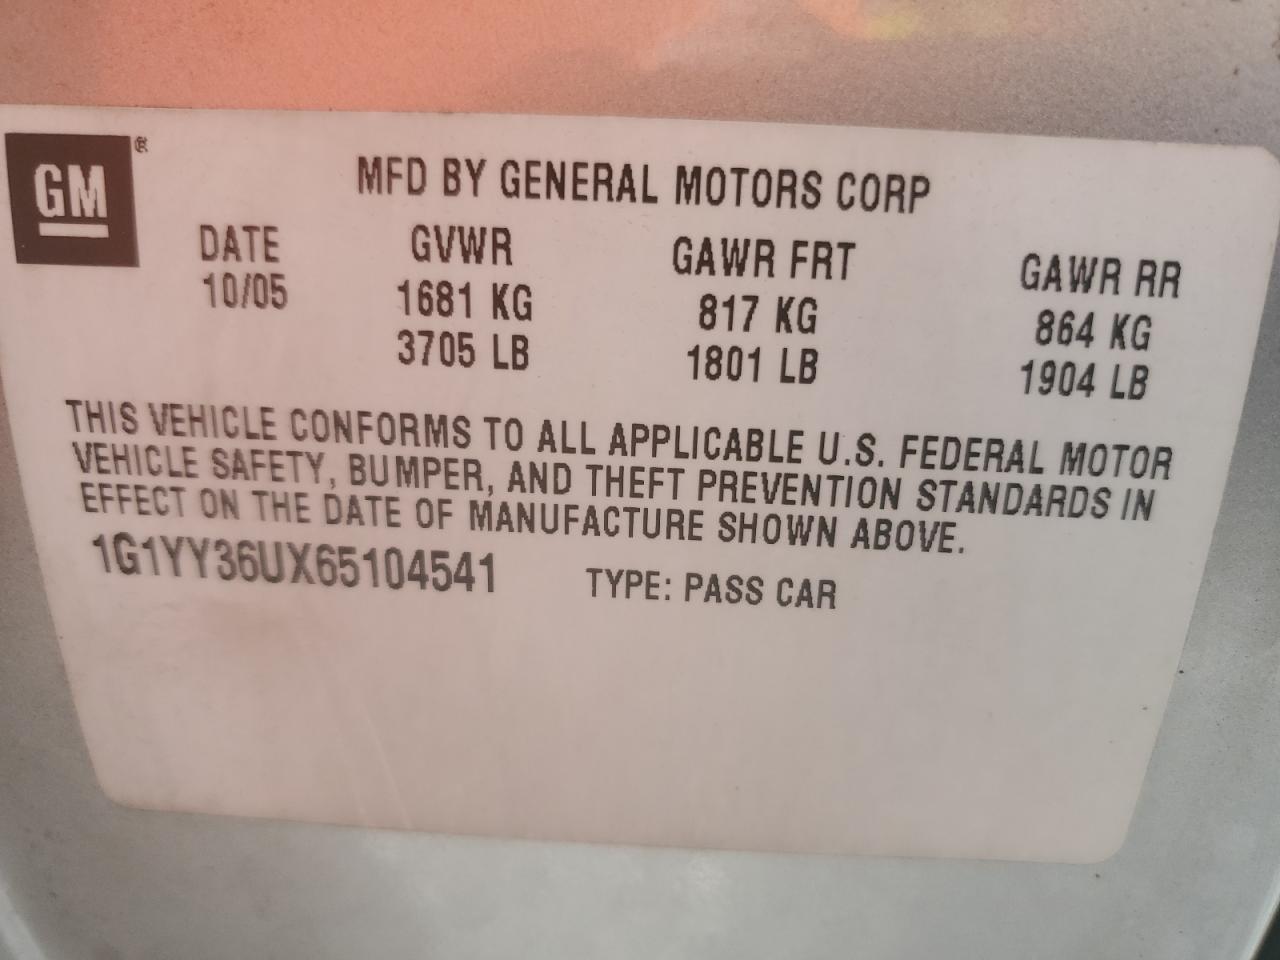 GM®
MFD BY GENERAL MOTORS CORP
DATE GVWR GAWR FRT GAWR RR
10/05 1681 KG 817 KG 864 KG
3705 LB 1801 LB 1904 LB
THIS VEHICLE CONFORMS TO ALL APPLICABLE U.S. FEDERAL MOTOR
VEHICLE SAFETY, BUMPER, AND THEFT PREVENTION STANDARDS IN
EFFECT ON THE DATE OF MANUFACTURE SHOWN ABOVE.
1G1YY36UX65104541 TYPE: PASS CAR